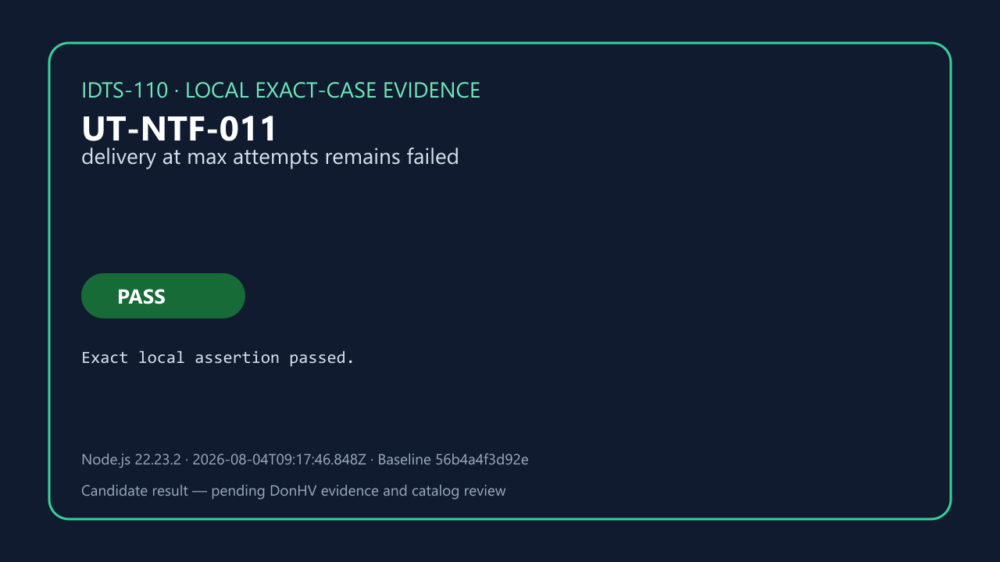 IDTS-110 · LOCAL EXACT-CASE EVIDENCE
UT-NTF-011
delivery at max attempts remains failed
PASS
Exact local assertion passed.
Node.js 22.23.2 · 2026-08-04T09:17:46.848Z · Baseline 56b4a4f3d92e
Candidate result — pending DonHV evidence and catalog review